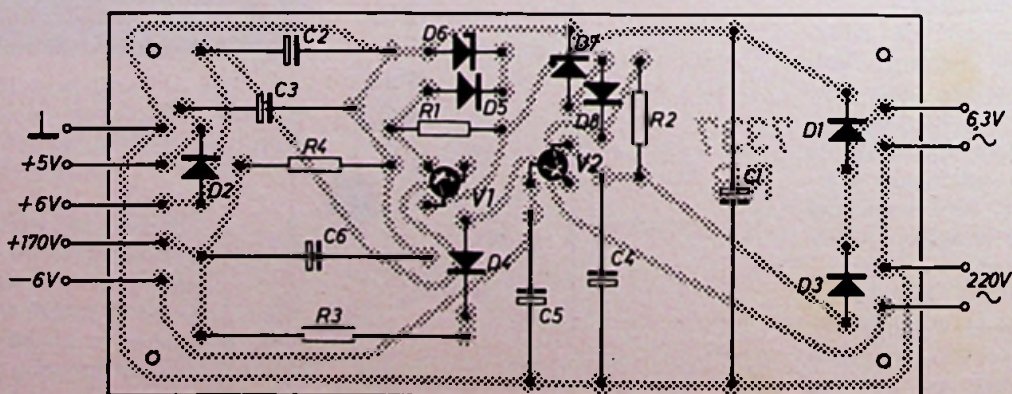 C2
D6
D7
C3
D5
D8
R1
R2
D1
6,3V
~
+5V
R4
D2
V1
V2
C1
+6V
+170V
C6
D4
C4
D3
220V
~
−6V
C5
R3